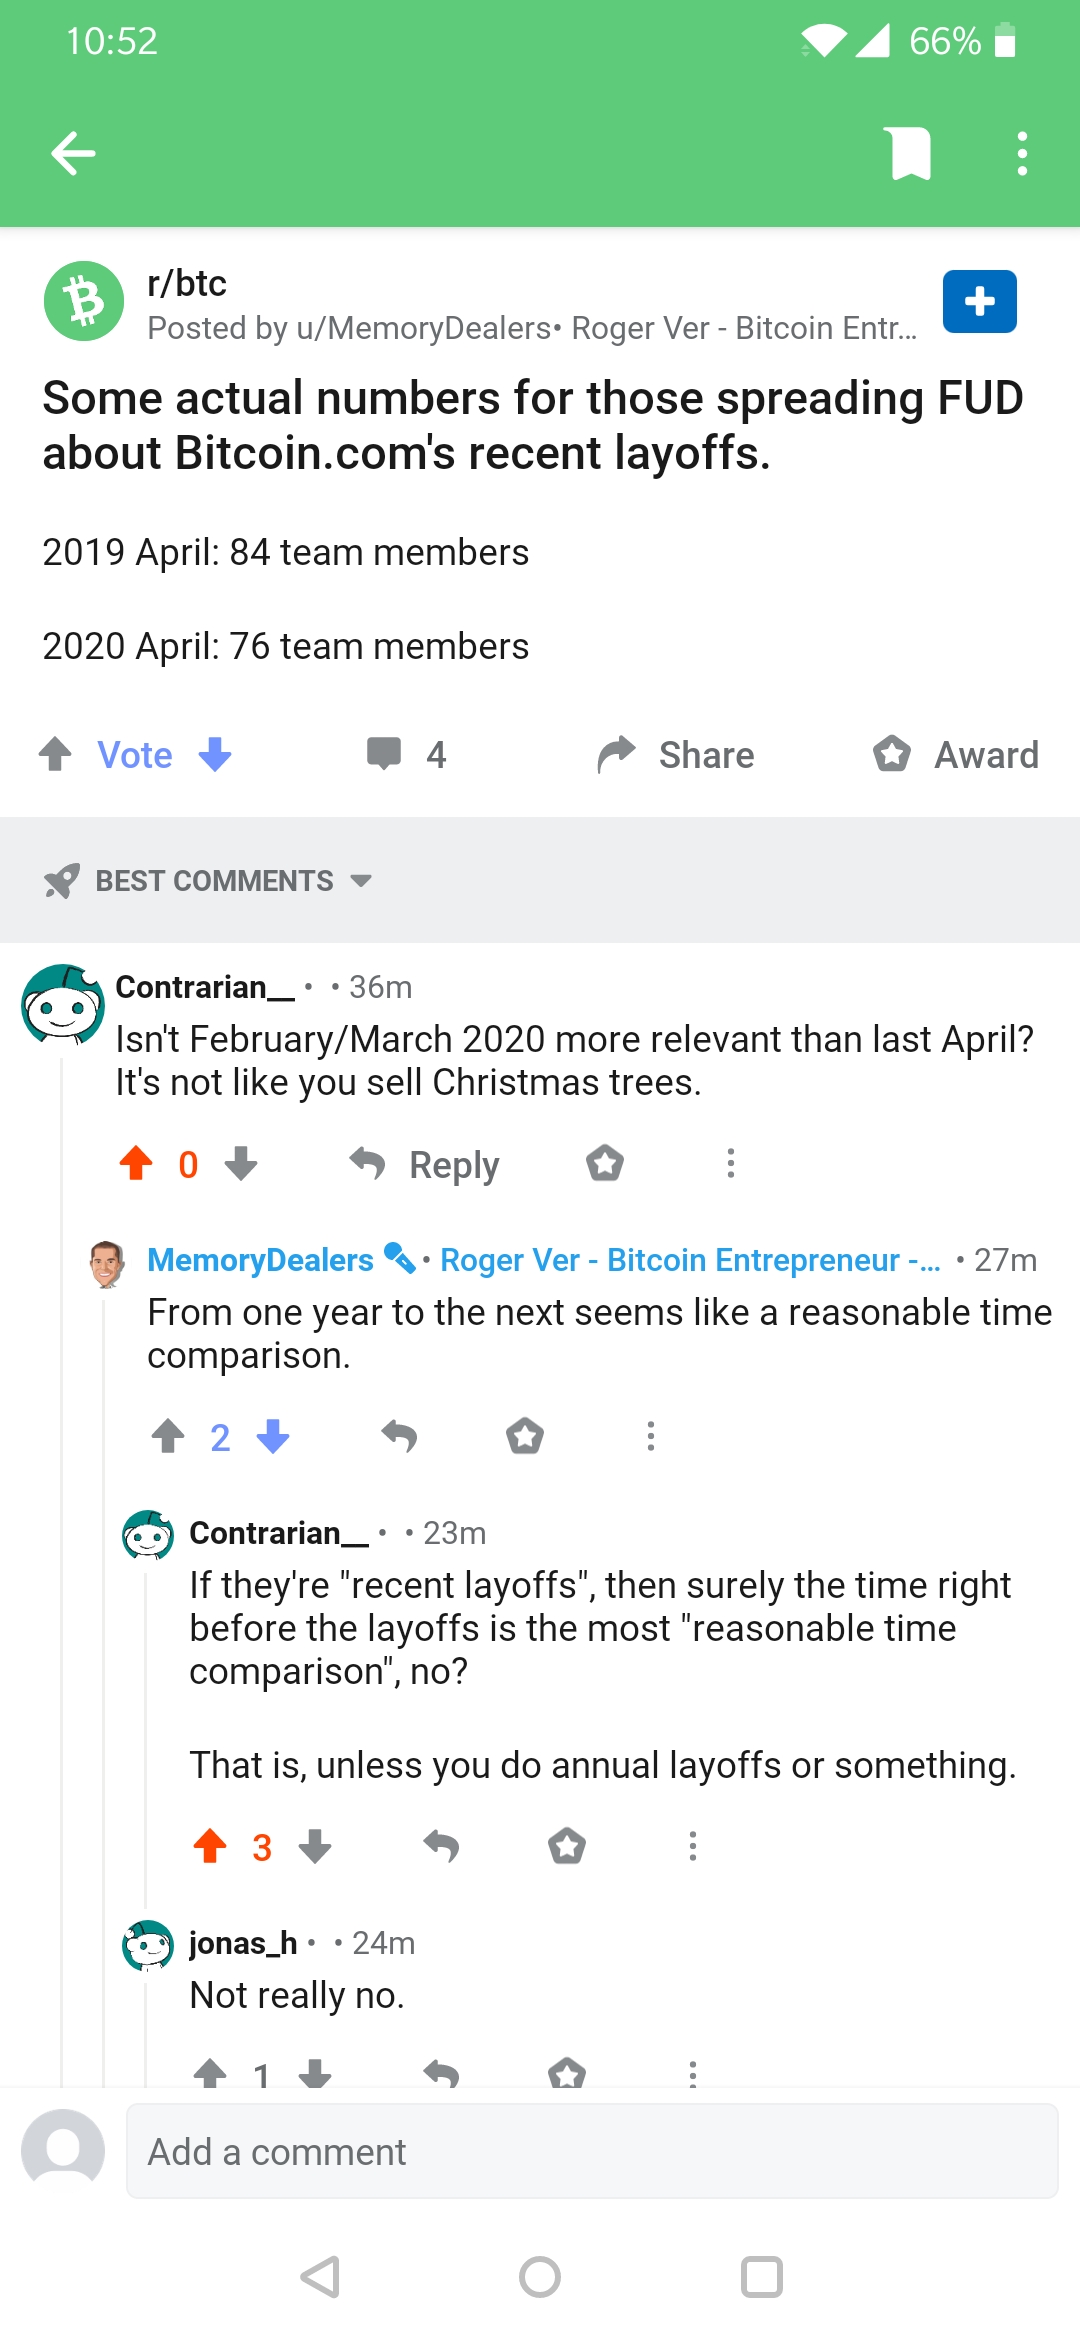 10:52
66%
r/btc
Posted by u/MemoryDealers• Roger Ver - Bitcoin Entr...
Some actual numbers for those spreading FUD
about Bitcoin.com's recent layoffs.
2019 April: 84 team members
2020 April: 76 team members
Vote
4
Share
Award
BEST COMMENTS
Contrarian__ • • 36m
Isn't February/March 2020 more relevant than last April?
It's not like you sell Christmas trees.
0
Reply
MemoryDealers • Roger Ver - Bitcoin Entrepreneur -... • 27m
From one year to the next seems like a reasonable time
comparison.
2
Contrarian__ • • 23m
If they're "recent layoffs", then surely the time right
before the layoffs is the most "reasonable time
comparison", no?
That is, unless you do annual layoffs or something.
3
jonas_h • • 24m
Not really no.
1
Add a comment